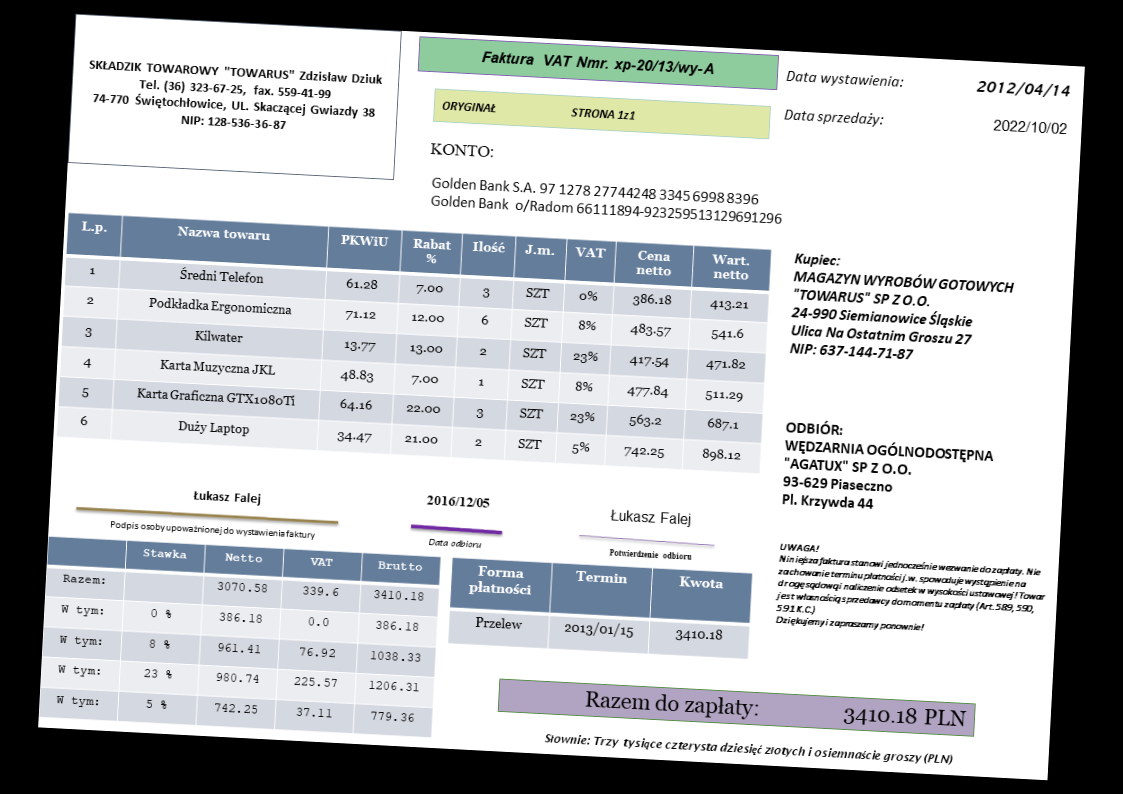 SKŁADZIK TOWAROWY "TOWARUS" Zdzisław Dziuk
Tel. (36) 323-67-25, fax. 559-41-99
74-770 Świętochłowice, UL. Skaczącej Gwiazdy 38
NIP: 128-536-36-87
Faktura VAT Nmr. xp-20/13/wy-A
ORYGINAŁ STRONA 1z1
Data wystawienia: 2012/04/14
Data sprzedaży: 2022/10/02
KONTO:
Golden Bank S.A. 97 1278 27744248 3345 6998 8396
Golden Bank o/Radom 66111894-923259513129691296
L.p. Nazwa towaru PKWiU Rabat % Ilość J.m. VAT Cena netto Wart. netto
1 Średni Telefon 61.28 7.00 3 SZT 0% 386.18 413.21
2 Podkładka Ergonomiczna 71.12 12.00 6 SZT 8% 483.57 541.6
3 Kilwater 13.77 13.00 2 SZT 23% 417.54 471.82
4 Karta Muzyczna JKL 48.83 7.00 1 SZT 8% 477.84 511.29
5 Karta Graficzna GTX1080Ti 64.16 22.00 3 SZT 23% 563.2 687.1
6 Duży Laptop 34.47 21.00 2 SZT 5% 742.25 898.12
Kupiec:
MAGAZYN WYROBÓW GOTOWYCH
"TOWARUS" SP Z O.O.
24-990 Siemianowice Śląskie
Ulica Na Ostatnim Groszu 27
NIP: 637-144-71-87
ODBIÓR:
WĘDZARNIA OGÓLNODOSTĘPNA
"AGATUX" SP Z O.O.
93-629 Piaseczno
Pl. Krzywda 44
Łukasz Falej
Podpis osoby upoważnionej do wystawienia faktury
2016/12/05
Data odbioru
Łukasz Falej
Potwierdzenie odbioru
UWAGA!
Niniejsza faktura stanowi jednocześnie wezwanie do zapłaty. Nie
zachowanie terminu płatności j.w. spowoduje wystąpienie na
drogę sądową i naliczenie odsetek w wysokości ustawowej! Towar
jest własnością sprzedawcy do momentu zapłaty (Art. 589, 590,
591 K.C.)
Dziękujemy i zapraszamy ponownie!
Stawka Netto VAT Brutto
Razem: 3070.58 339.6 3410.18
W tym: 0 % 386.18 0.0 386.18
W tym: 8 % 961.41 76.92 1038.33
W tym: 23 % 980.74 225.57 1206.31
W tym: 5 % 742.25 37.11 779.36
Forma płatności Termin Kwota
Przelew 2013/01/15 3410.18
Razem do zapłaty: 3410.18 PLN
Słownie: Trzy tysiące czterysta dziesięć złotych i osiemnaście groszy (PLN)